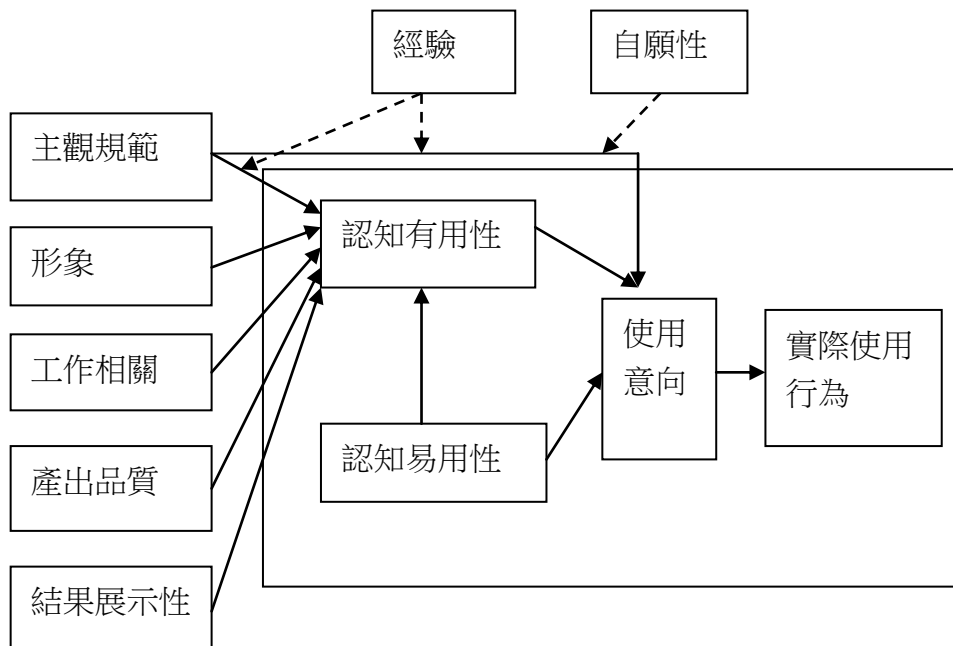 經驗
自願性
主觀規範
形象
工作相關
產出品質
結果展示性
認知有用性
認知易用性
使用
意向
實際使用
行為